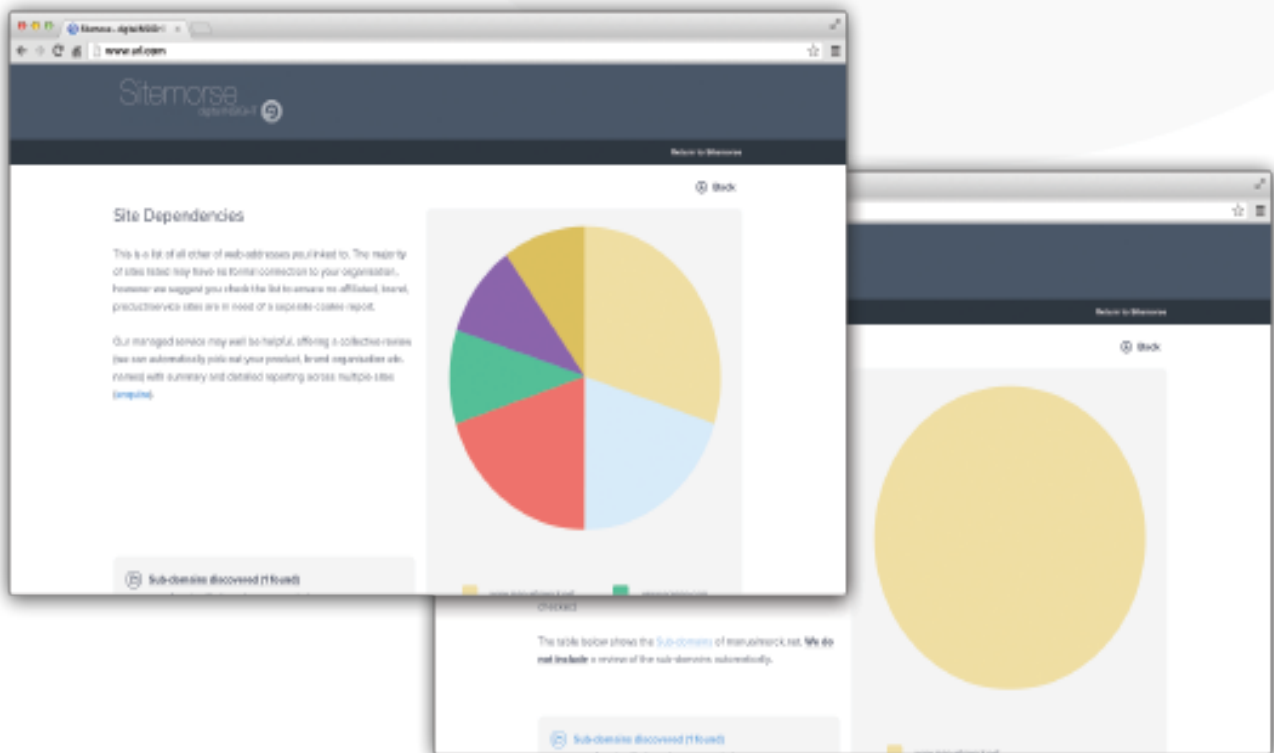 www.url.com
Sitemorse
digital INSIGHT
Return to Sitemorse
Back
Site Dependencies
This is a list of all other of web-addresses you linked to. The majority
of sites listed may have no formal connection to your organisation,
however we suggest you check the list to ensure no affiliated, brand,
product/service sites are in need of a separate cookie report.
Our managed service may well be helpful, offering a collective review
(we can automatically pick out your product, brand organisation etc.
names) with summary and detailed reporting across multiple sites
(enquire).
Sub-domains discovered (1 found)
Return to Sitemorse
Back
checked
The table below shows the Sub-domains of We do
not include a review of the sub-domains automatically.
Sub-domains discovered (1 found)